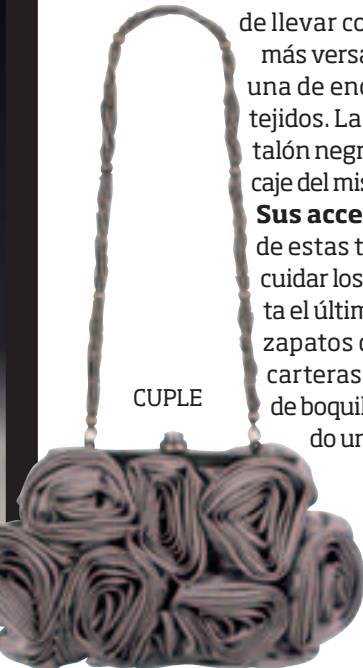 de llevar co
más versa
una de enc
tejidos. La
talón negr
caje del mis
Sus acce
de estas t
cuidar los
ta el últim
zapatos c
carteras
de boquil
do un
CUPLE